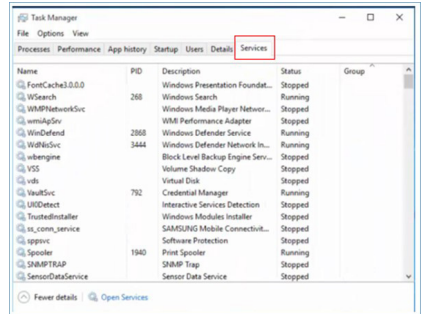 Task Manager
File Options View
Processes Performance App history Startup Users Details Services
Name PID Description Status Group
FontCache3.0.0.0 Windows Presentation Foundat... Stopped
WSearch 268 Windows Search Running
WMPNetworkSvc Windows Media Player Networ... Stopped
wmiApSrv WMI Performance Adapter Stopped
WinDefend 2868 Windows Defender Service Running
WdNisSvc 3444 Windows Defender Network In... Running
wbengine Block Level Backup Engine Serv... Stopped
VSS Volume Shadow Copy Stopped
vds Virtual Disk Stopped
VaultSvc 792 Credential Manager Running
UI0Detect Interactive Services Detection Stopped
TrustedInstaller Windows Modules Installer Stopped
ss_conn_service SAMSUNG Mobile Connectivit... Stopped
sppsvc Software Protection Stopped
Spooler 1940 Print Spooler Running
SNMPTRAP SNMP Trap Stopped
SensorDataService Sensor Data Service Stopped
Fewer details Open Services